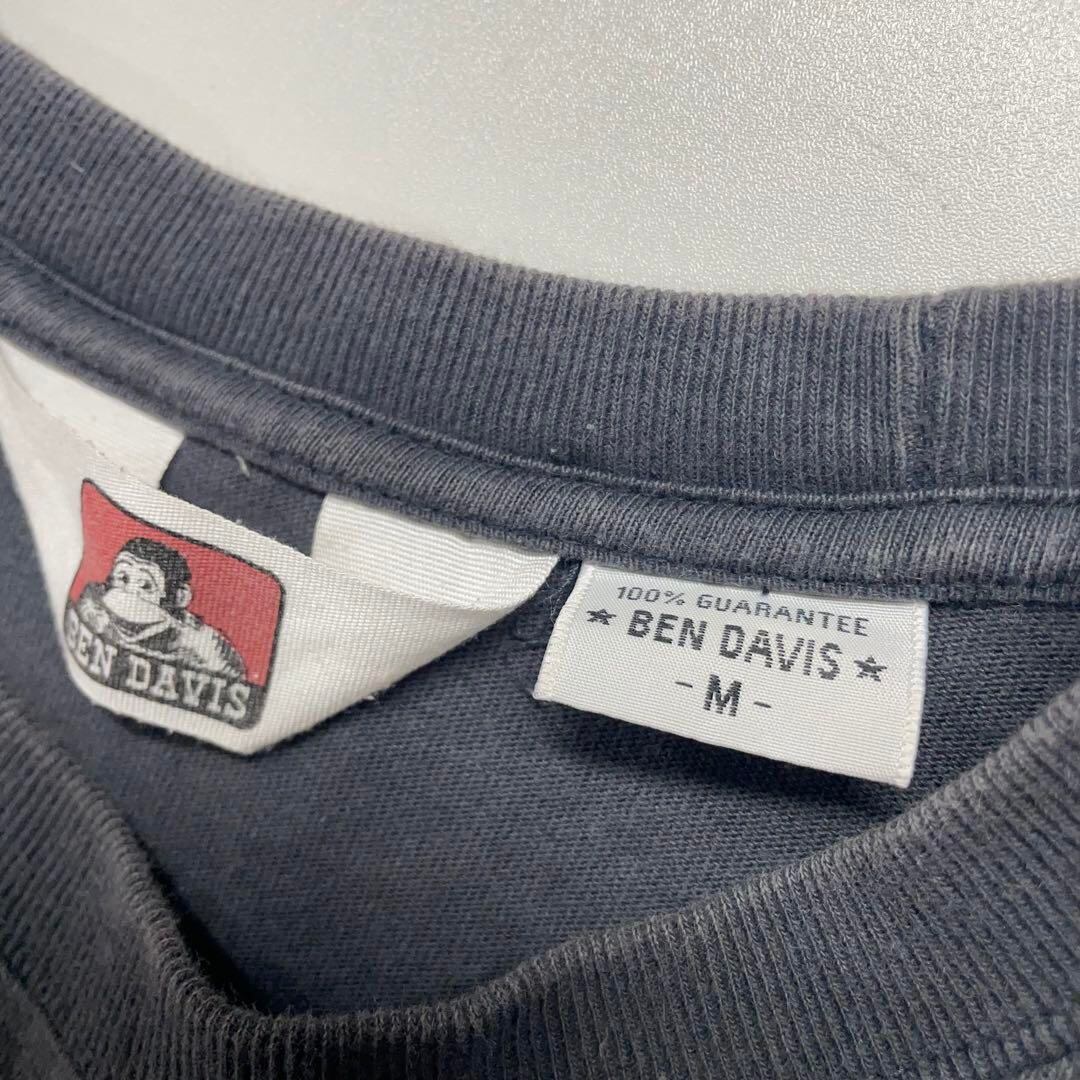 BEN DAVIS
100% GUARANTEE
★ BEN DAVIS ★
- M -